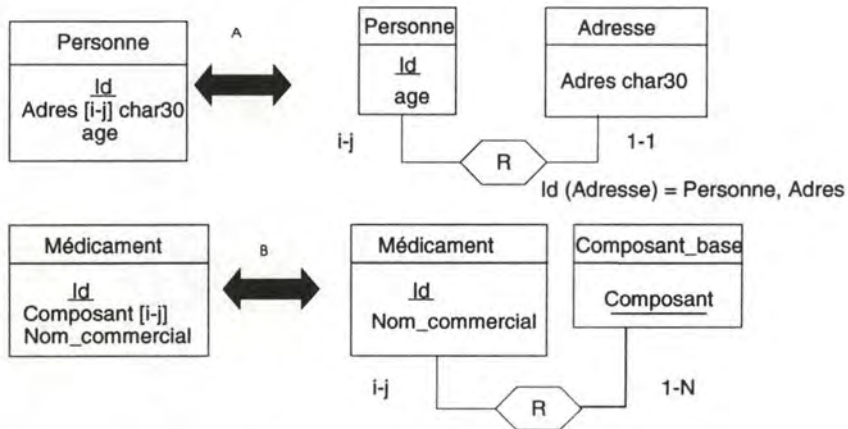 Personne
Id
Adres [i-j] char30
age
A
Personne
Id
age
Adresse
Adres char30
i-j
R
1-1
Id (Adresse) = Personne, Adres
Médicament
Id
Composant [i-j]
Nom_commercial
B
Médicament
Id
Nom_commercial
Composant_base
Composant
i-j
R
1-N